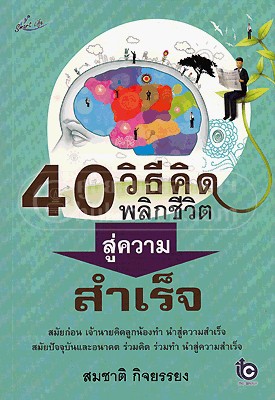 40 วิธีคิด
พลิกชีวิต
สู่ความ
สำเร็จ
สมัยก่อน เจ้านายคิดลูกน้องทำ นำสู่ความสำเร็จ
สมัยปัจจุบันและอนาคต ร่วมคิด ร่วมทำ นำสู่ความสำเร็จ
สมชาติ กิจยรรยง
tc